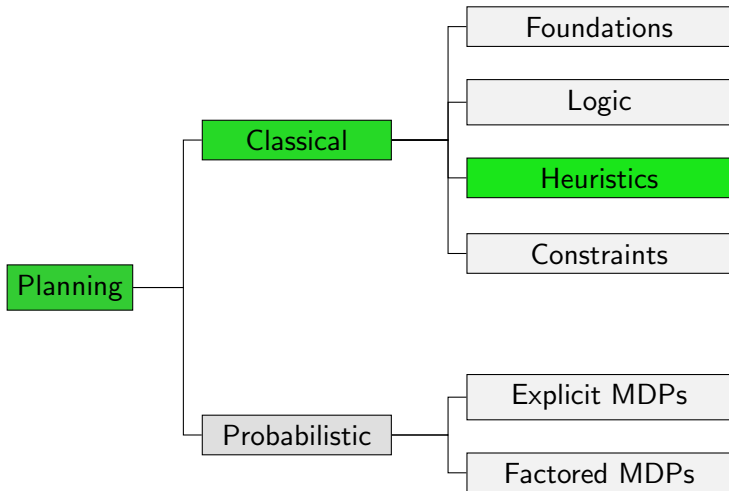 Planning
Classical
Foundations
Logic
Heuristics
Constraints
Probabilistic
Explicit MDPs
Factored MDPs